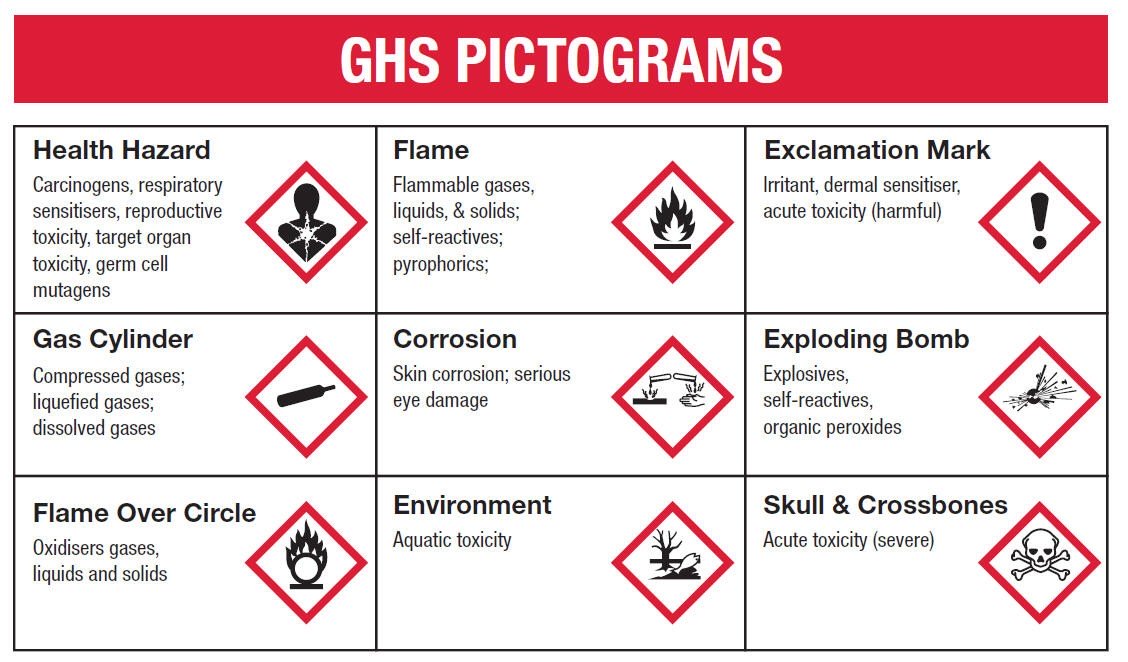 GHS PICTOGRAMS
Health Hazard
Carcinogens, respiratory
sensitisers, reproductive
toxicity, target organ
toxicity, germ cell
mutagens
Flame
Flammable gases,
liquids, & solids;
self-reactives;
pyrophorics;
Exclamation Mark
Irritant, dermal sensitiser,
acute toxicity (harmful)
Gas Cylinder
Compressed gases;
liquefied gases;
dissolved gases
Corrosion
Skin corrosion; serious
eye damage
Exploding Bomb
Explosives,
self-reactives,
organic peroxides
Flame Over Circle
Oxidisers gases,
liquids and solids
Environment
Aquatic toxicity
Skull & Crossbones
Acute toxicity (severe)